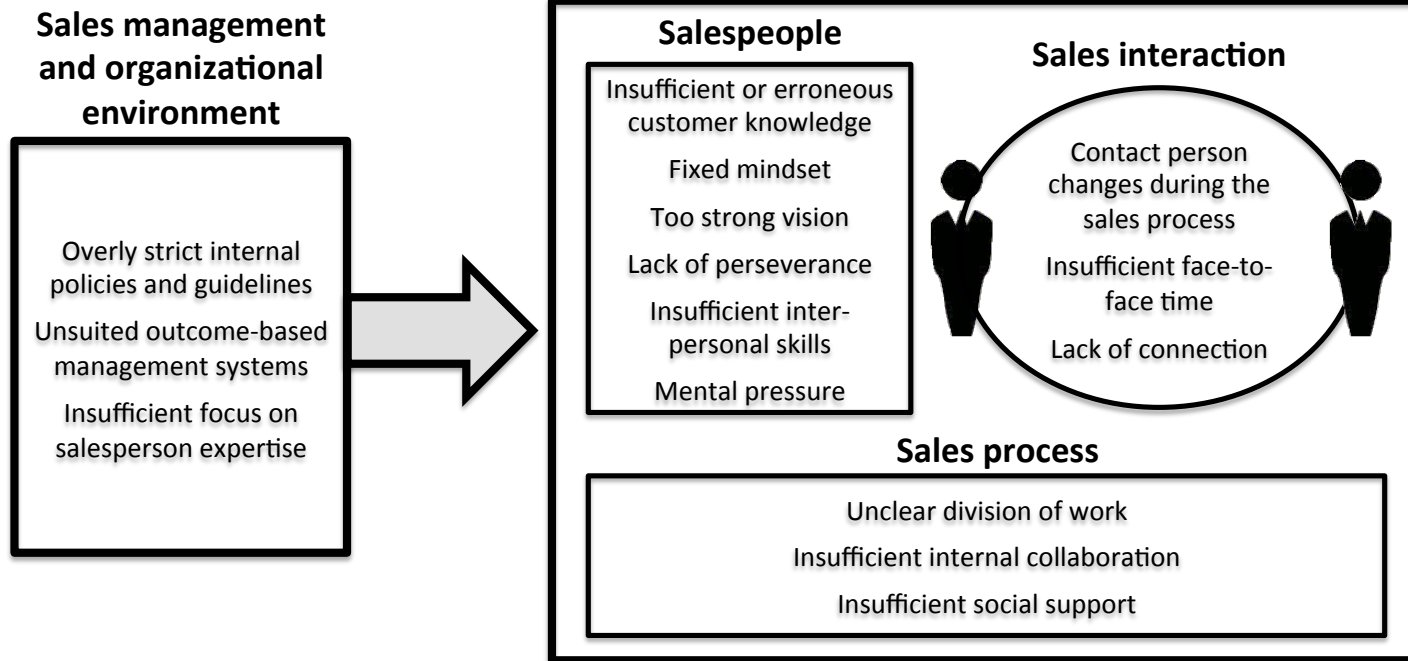 Sales management
and organizational
environment
Overly strict internal
policies and guidelines
Unsuited outcome-based
management systems
Insufficient focus on
salesperson expertise
Salespeople
Insufficient or erroneous
customer knowledge
Fixed mindset
Too strong vision
Lack of perseverance
Insufficient inter-
personal skills
Mental pressure
Sales interaction
Contact person
changes during the
sales process
Insufficient face-to-
face time
Lack of connection
Sales process
Unclear division of work
Insufficient internal collaboration
Insufficient social support